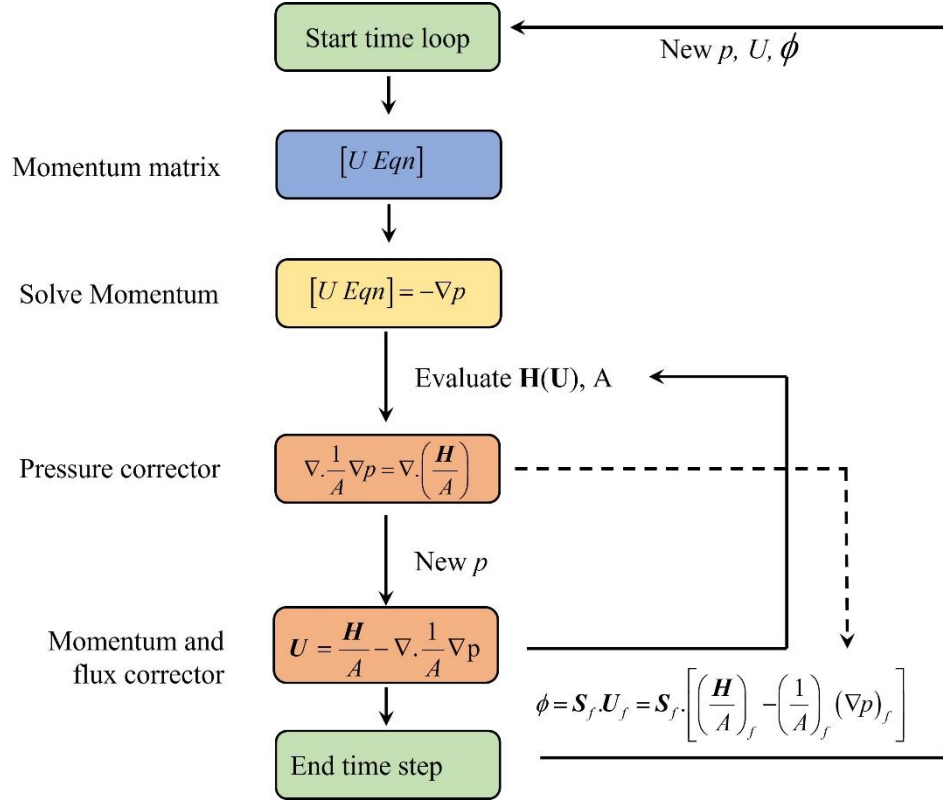 Start time loop
New p, U, ϕ
Momentum matrix
[U Eqn]
Solve Momentum
[U Eqn] = −∇p
Evaluate H(U), A
Pressure corrector
∇.1/A ∇p = ∇.(H/A)
New p
Momentum and
flux corrector
U = H/A − ∇.1/A ∇p
ϕ = S_f.U_f = S_f.[(H/A)_f − (1/A)_f (∇p)_f]
End time step